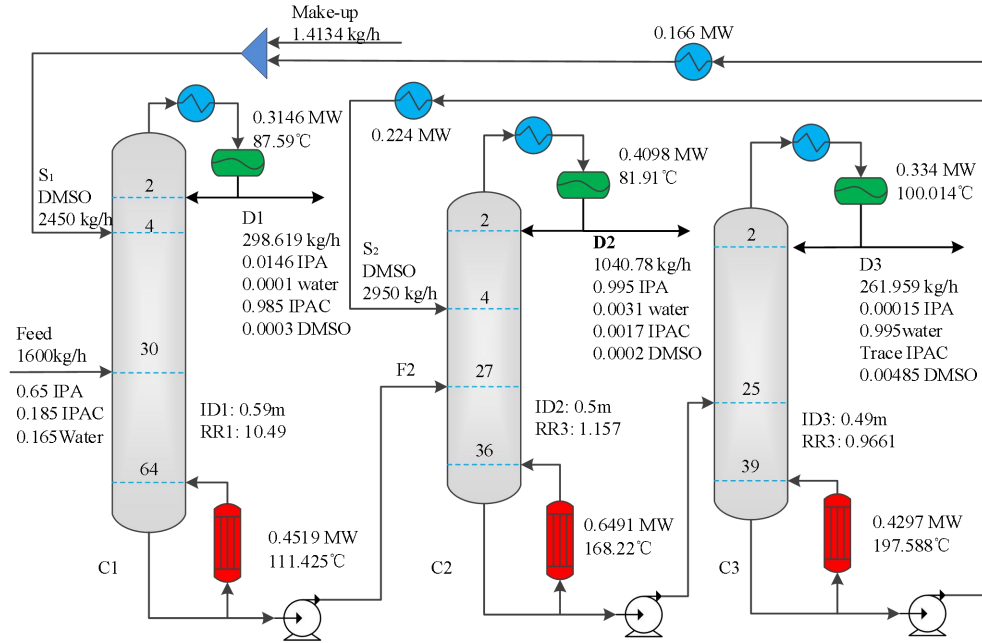 Make-up
1.4134 kg/h
0.166 MW
0.224 MW
0.3146 MW
87.59℃
S1
DMSO
2450 kg/h
2
4
30
64
D1
298.619 kg/h
0.0146 IPA
0.0001 water
0.985 IPAC
0.0003 DMSO
Feed
1600kg/h
0.65 IPA
0.185 IPAC
0.165Water
ID1: 0.59m
RR1: 10.49
0.4519 MW
111.425℃
C1
F2
0.4098 MW
81.91℃
S2
DMSO
2950 kg/h
2
4
27
36
D2
1040.78 kg/h
0.995 IPA
0.0031 water
0.0017 IPAC
0.0002 DMSO
ID2: 0.5m
RR3: 1.157
0.6491 MW
168.22℃
C2
0.334 MW
100.014℃
2
25
39
D3
261.959 kg/h
0.00015 IPA
0.995water
Trace IPAC
0.00485 DMSO
ID3: 0.49m
RR3: 0.9661
0.4297 MW
197.588℃
C3